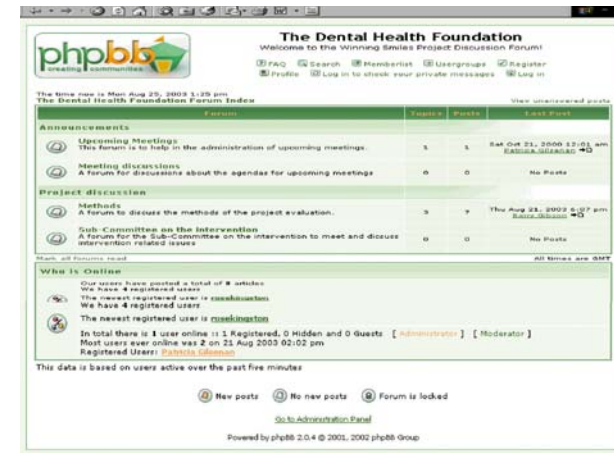 phpBB
creating communities
The Dental Health Foundation
Welcome to the Winning Smiles Project Discussion Forum!
FAQ Search Memberlist Usergroups Register
Profile Log in to check your private messages Log in
The time now is Mon Aug 25, 2003 1:25 pm
The Dental Health Foundation Forum Index View unanswered posts
Forum Topics Posts Last Post
Announcements
Upcoming Meetings
This forum is to help in the administration of upcoming meetings.
1 1 Sat Oct 21, 2000 12:01 am
Patricia Gilsenan
Meeting discussions
A forum for discussions about the agendas for upcoming meetings
0 0 No Posts
Project discussion
Methods
A forum to discuss the methods of the project evaluation.
3 7 Thu Aug 21, 2003 6:07 pm
Barry Gibson
Sub-Committee on the intervention
A forum for the Sub-Committee on the intervention to meet and discuss
intervention related issues
0 0 No Posts
Mark all forums read All times are GMT
Who is Online
Our users have posted a total of 8 articles
We have 4 registered users
The newest registered user is
We have 4 registered users
The newest registered user is rusekingston
In total there is 1 user online :: 1 Registered, 0 Hidden and 0 Guests [ Administrator ] [ Moderator ]
Most users ever online was 2 on 21 Aug 2003 02:02 pm
Registered Users: Patricia Gilsenan
This data is based on users active over the past five minutes
New posts No new posts Forum is locked
Go to Administration Panel
Powered by phpBB 2.0.4 © 2001, 2002 phpBB Group